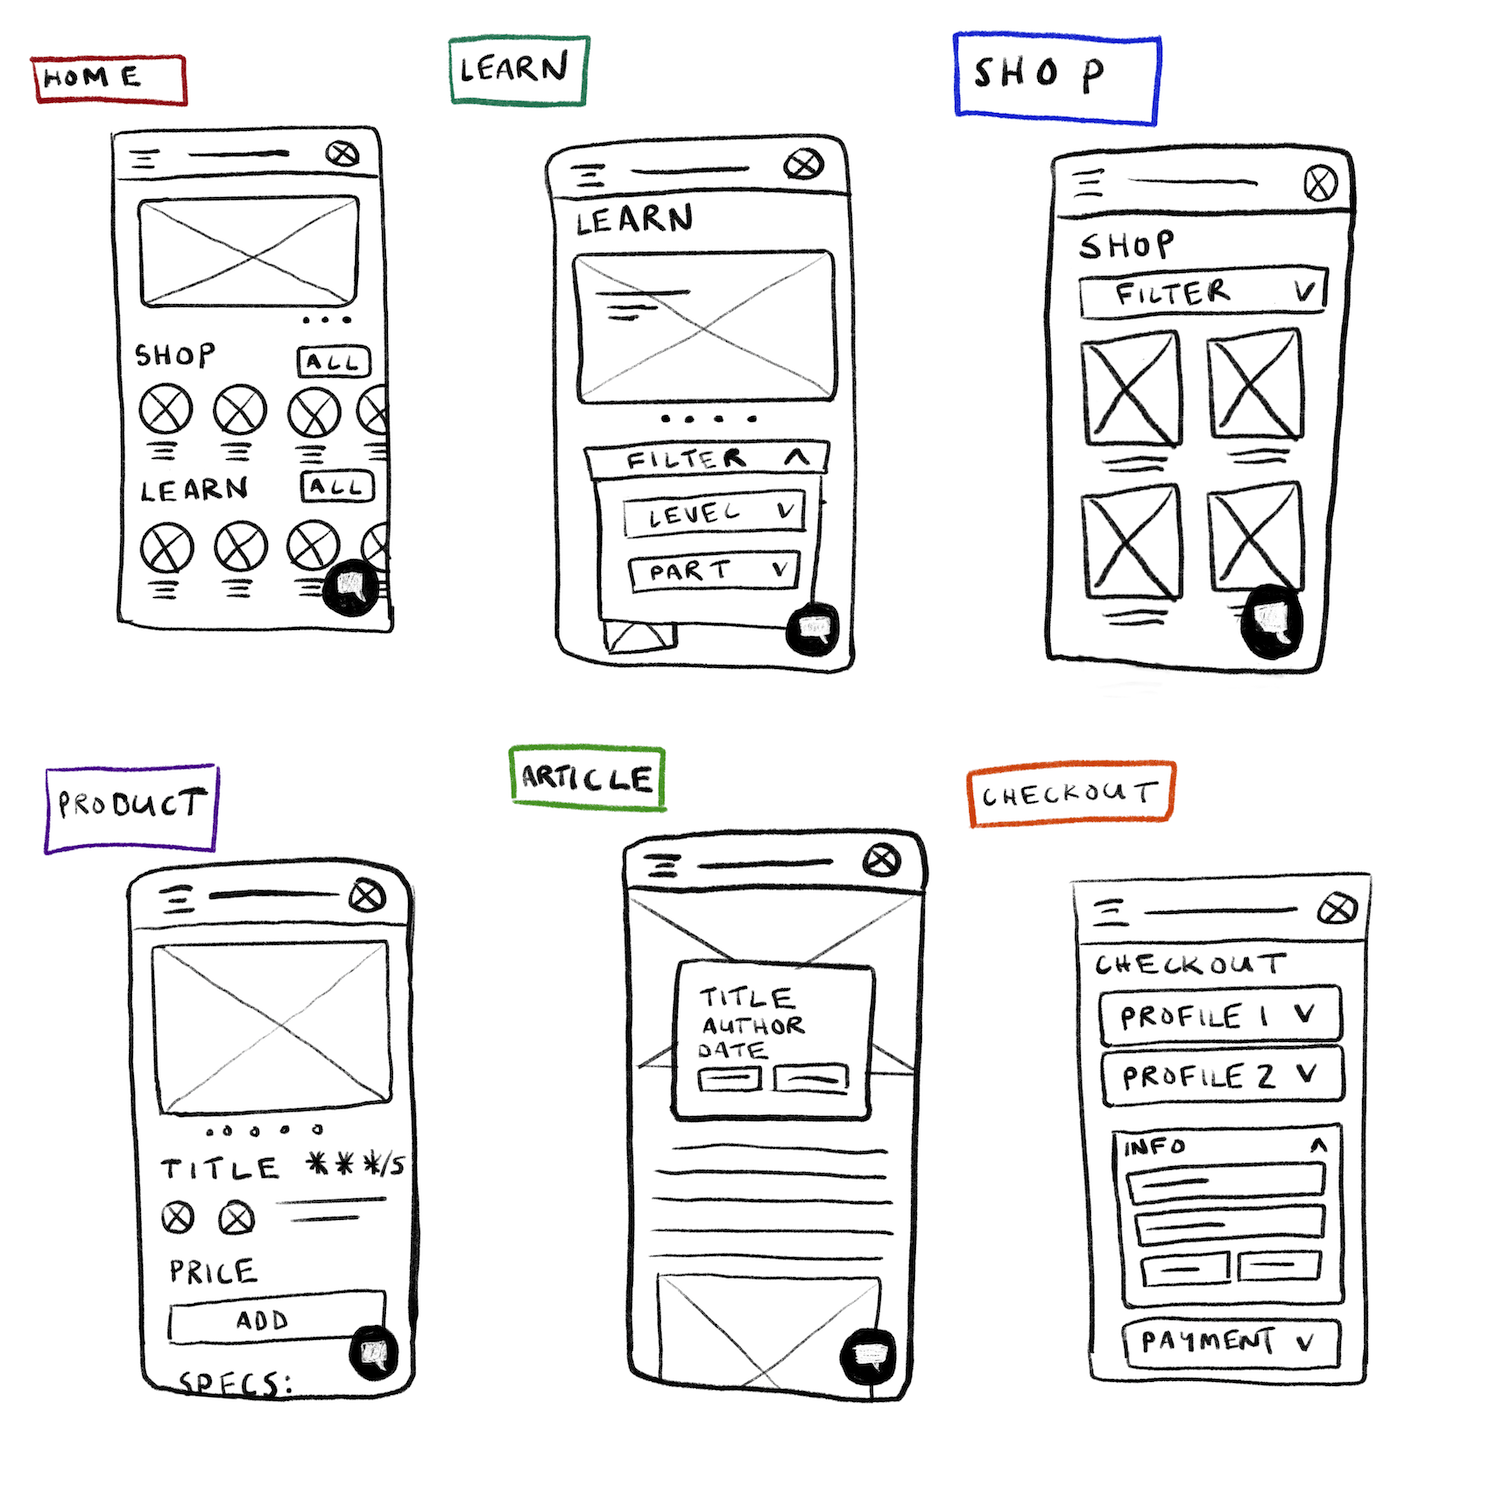 HOME
SHOP
ALL
LEARN
ALL
LEARN
LEARN
FILTER
LEVEL
PART
SHOP
SHOP
FILTER
PRODUCT
TITLE ***/5
PRICE
ADD
SPECS:
ARTICLE
TITLE
AUTHOR
DATE
CHECKOUT
CHECKOUT
PROFILE 1
PROFILE 2
INFO
PAYMENT